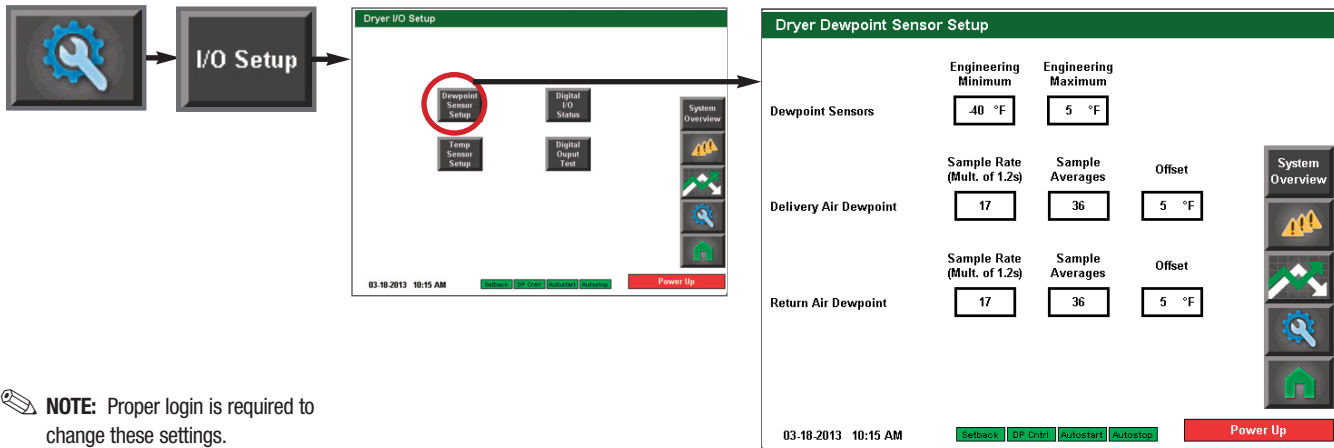 I/O Setup
Dryer I/O Setup
Dewpoint
Sensor
Setup
Digital
I/O
Status
Temp
Sensor
Setup
Digital
Ouput
Test
System
Overview
03-18-2013 10:15 AM
Setback DP Cntrl Autostart Autostop
Power Up
Dryer Dewpoint Sensor Setup
Engineering Minimum
Engineering Maximum
Dewpoint Sensors
-40 °F
5 °F
Sample Rate (Mult. of 1.2s)
Sample Averages
Offset
Delivery Air Dewpoint
17
36
5 °F
Sample Rate (Mult. of 1.2s)
Sample Averages
Offset
Return Air Dewpoint
17
36
5 °F
System
Overview
03-18-2013 10:15 AM
Setback DP Cntrl Autostart Autostop
Power Up
NOTE: Proper login is required to
change these settings.